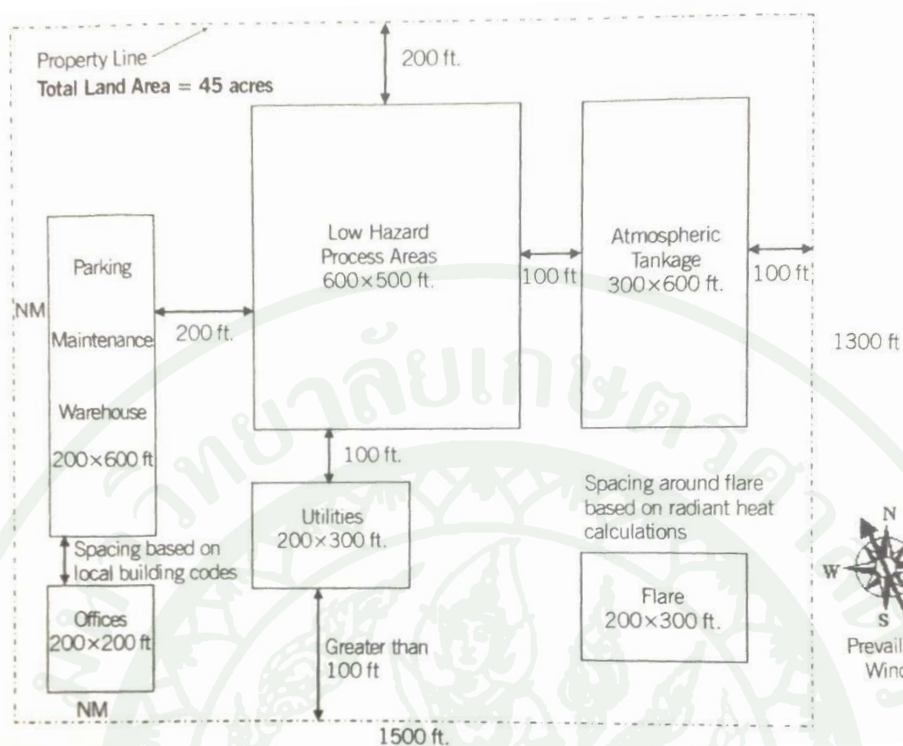 Property Line
Total Land Area = 45 acres
200 ft.
Low Hazard
Process Areas
600×500 ft.
Atmospheric
Tankage
300×600 ft.
100 ft
100 ft.
Parking
NM
Maintenance
200 ft.
1300 ft
Warehouse
200×600 ft
100 ft.
Spacing around flare
based on radiant heat
calculations
Utilities
200×300 ft.
Spacing based on
local building codes
N
W
S
Offices
200×200 ft
Greater than
100 ft
Flare
200×300 ft.
Prevail
Wind
NM
1500 ft.